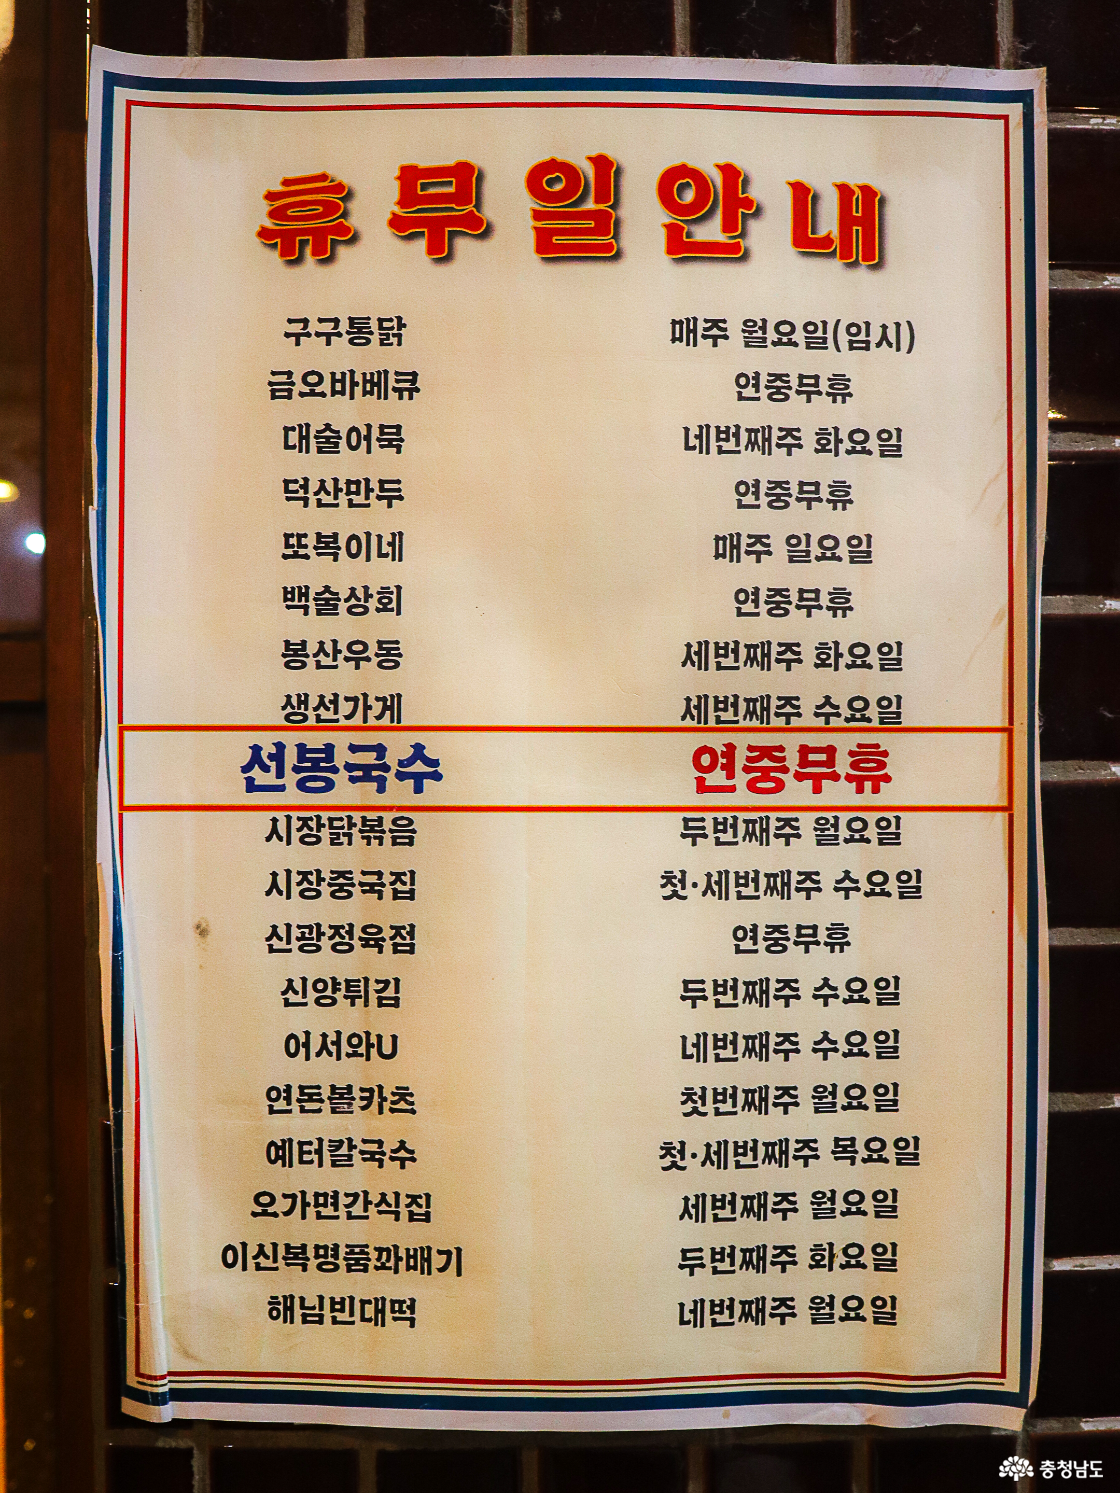 휴무일안내
구구통닭 매주 월요일(임시)
금오바베큐 연중무휴
대술어묵 네번째주 화요일
덕산만두 연중무휴
또복이네 매주 일요일
백술상회 연중무휴
봉산우동 세번째주 화요일
생선가게 세번째주 수요일
선봉국수 연중무휴
시장닭볶음 두번째주 월요일
시장중국집 첫·세번째주 수요일
신광정육점 연중무휴
신양튀김 두번째주 수요일
어서와U 네번째주 수요일
연돈볼카츠 첫번째주 월요일
예터칼국수 첫·세번째주 목요일
오가면간식집 세번째주 월요일
이신복명품꽈배기 두번째주 화요일
해님빈대떡 네번째주 월요일
충청남도